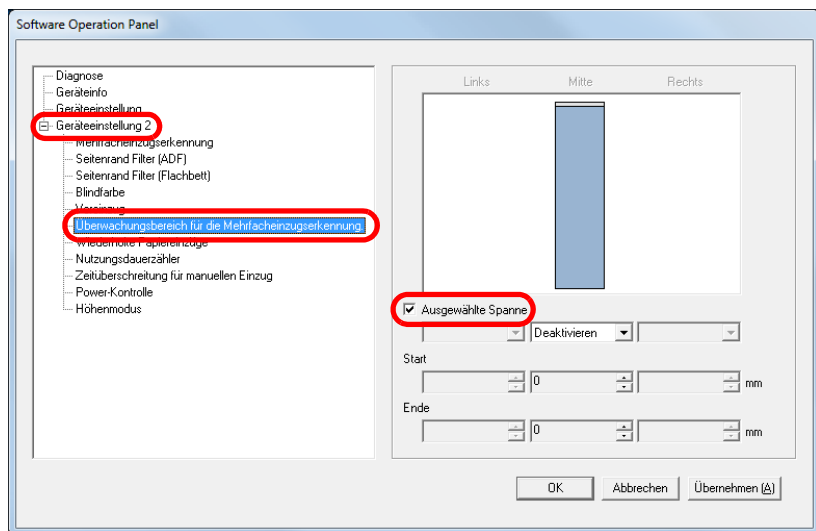 Software Operation Panel
Diagnose
Geräteinfo
Geräteeinstellung
Geräteeinstellung 2
Mehrfacheinzugserkennung
Seitenrand Filter (ADF)
Seitenrand Filter (Flachbett)
Blindfarbe
Voreinzug
Überwachungsbereich für die Mehrfacheinzugserkennung.
Wiederholte Papiereinzüge
Nutzungsdauerzähler
Zeitüberschreitung für manuellen Einzug
Power-Kontrolle
Höhenmodus
Links Mitte Rechts
Ausgewählte Spanne
Deaktivieren
Start
0 mm
Ende
0 mm
OK Abbrechen Übernehmen (A)